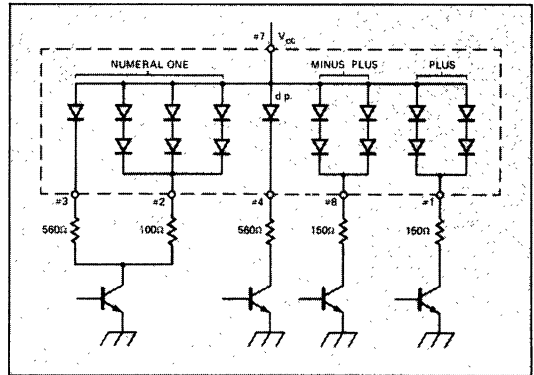 #7 Vcc
NUMERAL ONE MINUS PLUS PLUS
d p.
#3 #2 #4 #8 #1
560Ω 100Ω 560Ω 150Ω 150Ω